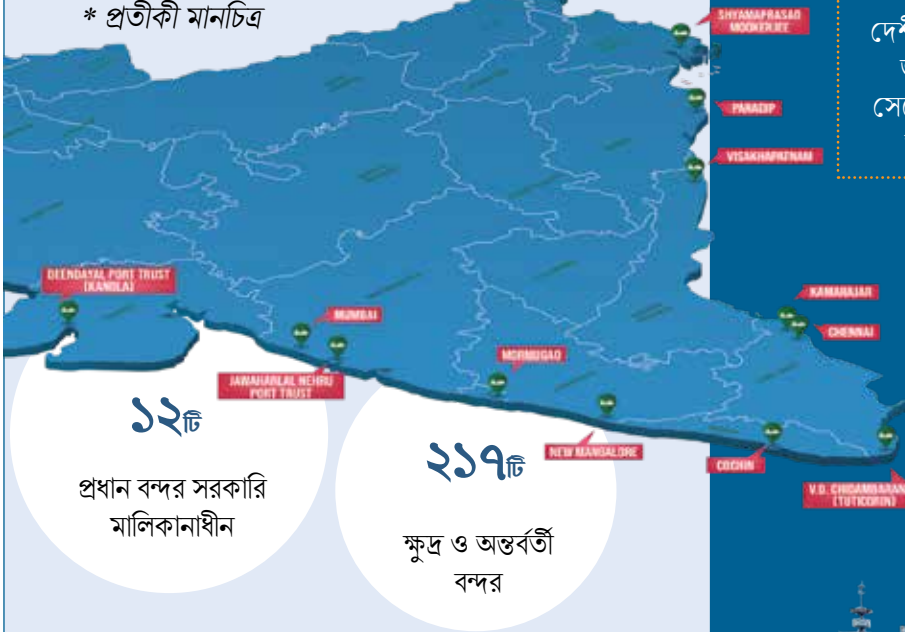 * প্রতীকী মানচিত্র
SHYAMAPRASAD
MOOKERJEE
PARADIP
VISAKHAPATNAM
DEENDAYAL PORT TRUST
(KANDLA)
MUMBAI
JAWAHARLAL NEHRU
PORT TRUST
MORMUGAO
KAMARAJAR
CHENNAI
NEW MANGALORE
COCHIN
V.O. CHIDAMBARAN
(TUTICORIN)
১২টি
প্রধান বন্দর সরকারি
মালিকানাধীন
২১৭টি
ক্ষুদ্র ও অন্তর্বর্তী
বন্দর